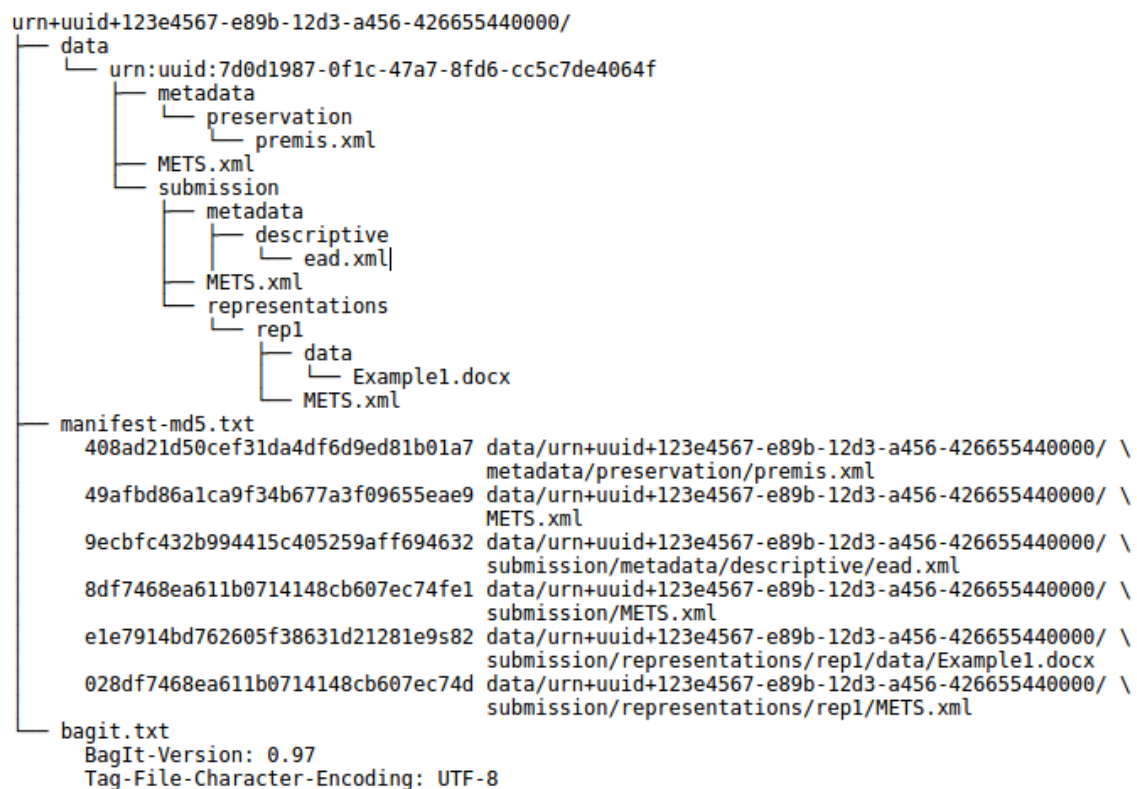 urn+uuid+123e4567-e89b-12d3-a456-426655440000/
├── data
│   └── urn:uuid:7d0d1987-0f1c-47a7-8fd6-cc5c7de4064f
│       ├── metadata
│       │   └── preservation
│       │       └── premis.xml
│       ├── METS.xml
│       └── submission
│           ├── metadata
│           │   ├── descriptive
│           │   │   └── ead.xml
│           ├── METS.xml
│           └── representations
│               └── rep1
│                   ├── data
│                   │   └── Example1.docx
│                   └── METS.xml
├── manifest-md5.txt
│     408ad21d50cef31da4df6d9ed81b01a7 data/urn+uuid+123e4567-e89b-12d3-a456-426655440000/ \
│                                      metadata/preservation/premis.xml
│     49afbd86a1ca9f34b677a3f09655eae9 data/urn+uuid+123e4567-e89b-12d3-a456-426655440000/ \
│                                      METS.xml
│     9ecbfc432b994415c405259aff694632 data/urn+uuid+123e4567-e89b-12d3-a456-426655440000/ \
│                                      submission/metadata/descriptive/ead.xml
│     8df7468ea611b0714148cb607ec74fe1 data/urn+uuid+123e4567-e89b-12d3-a456-426655440000/ \
│                                      submission/METS.xml
│     e1e7914bd762605f38631d21281e9s82 data/urn+uuid+123e4567-e89b-12d3-a456-426655440000/ \
│                                      submission/representations/rep1/data/Example1.docx
│     028df7468ea611b0714148cb607ec74d data/urn+uuid+123e4567-e89b-12d3-a456-426655440000/ \
│                                      submission/representations/rep1/METS.xml
└── bagit.txt
      BagIt-Version: 0.97
      Tag-File-Character-Encoding: UTF-8